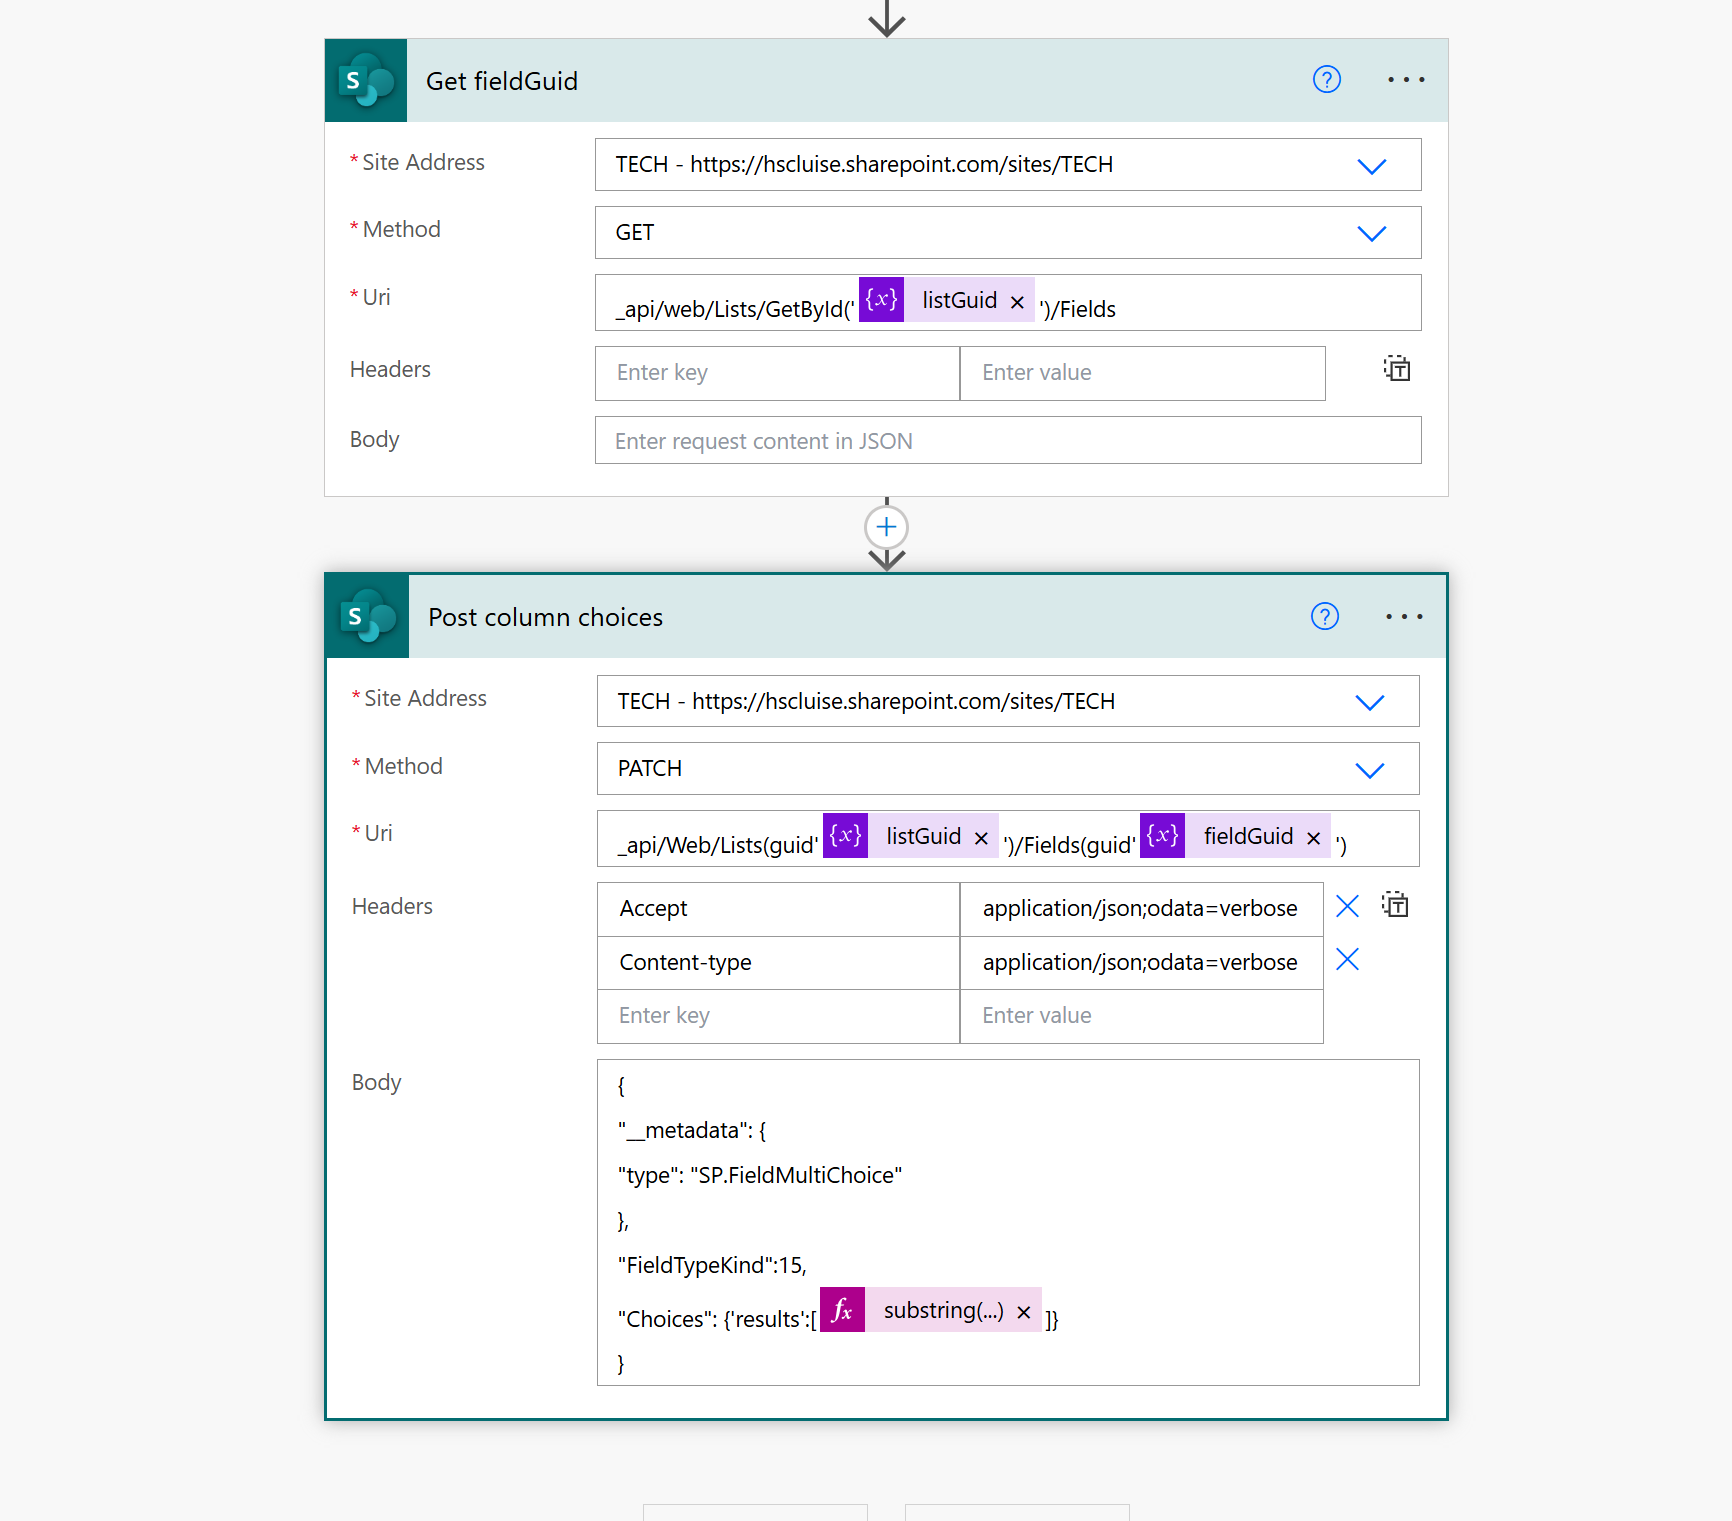 S Get fieldGuid ? ...
* Site Address TECH - https://hscluise.sharepoint.com/sites/TECH
* Method GET
* Uri _api/web/Lists/GetById(' {x} listGuid × ')/Fields
Headers Enter key Enter value T
Body Enter request content in JSON
S Post column choices ? ...
* Site Address TECH - https://hscluise.sharepoint.com/sites/TECH
* Method PATCH
* Uri _api/Web/Lists(guid' {x} listGuid × ')/Fields(guid' {x} fieldGuid × ')
Headers Accept application/json;odata=verbose T
Content-type application/json;odata=verbose
Enter key Enter value
Body {
"__metadata": {
"type": "SP.FieldMultiChoice"
},
"FieldTypeKind":15,
"Choices": {'results':[ fx substring(...) × ]}
}